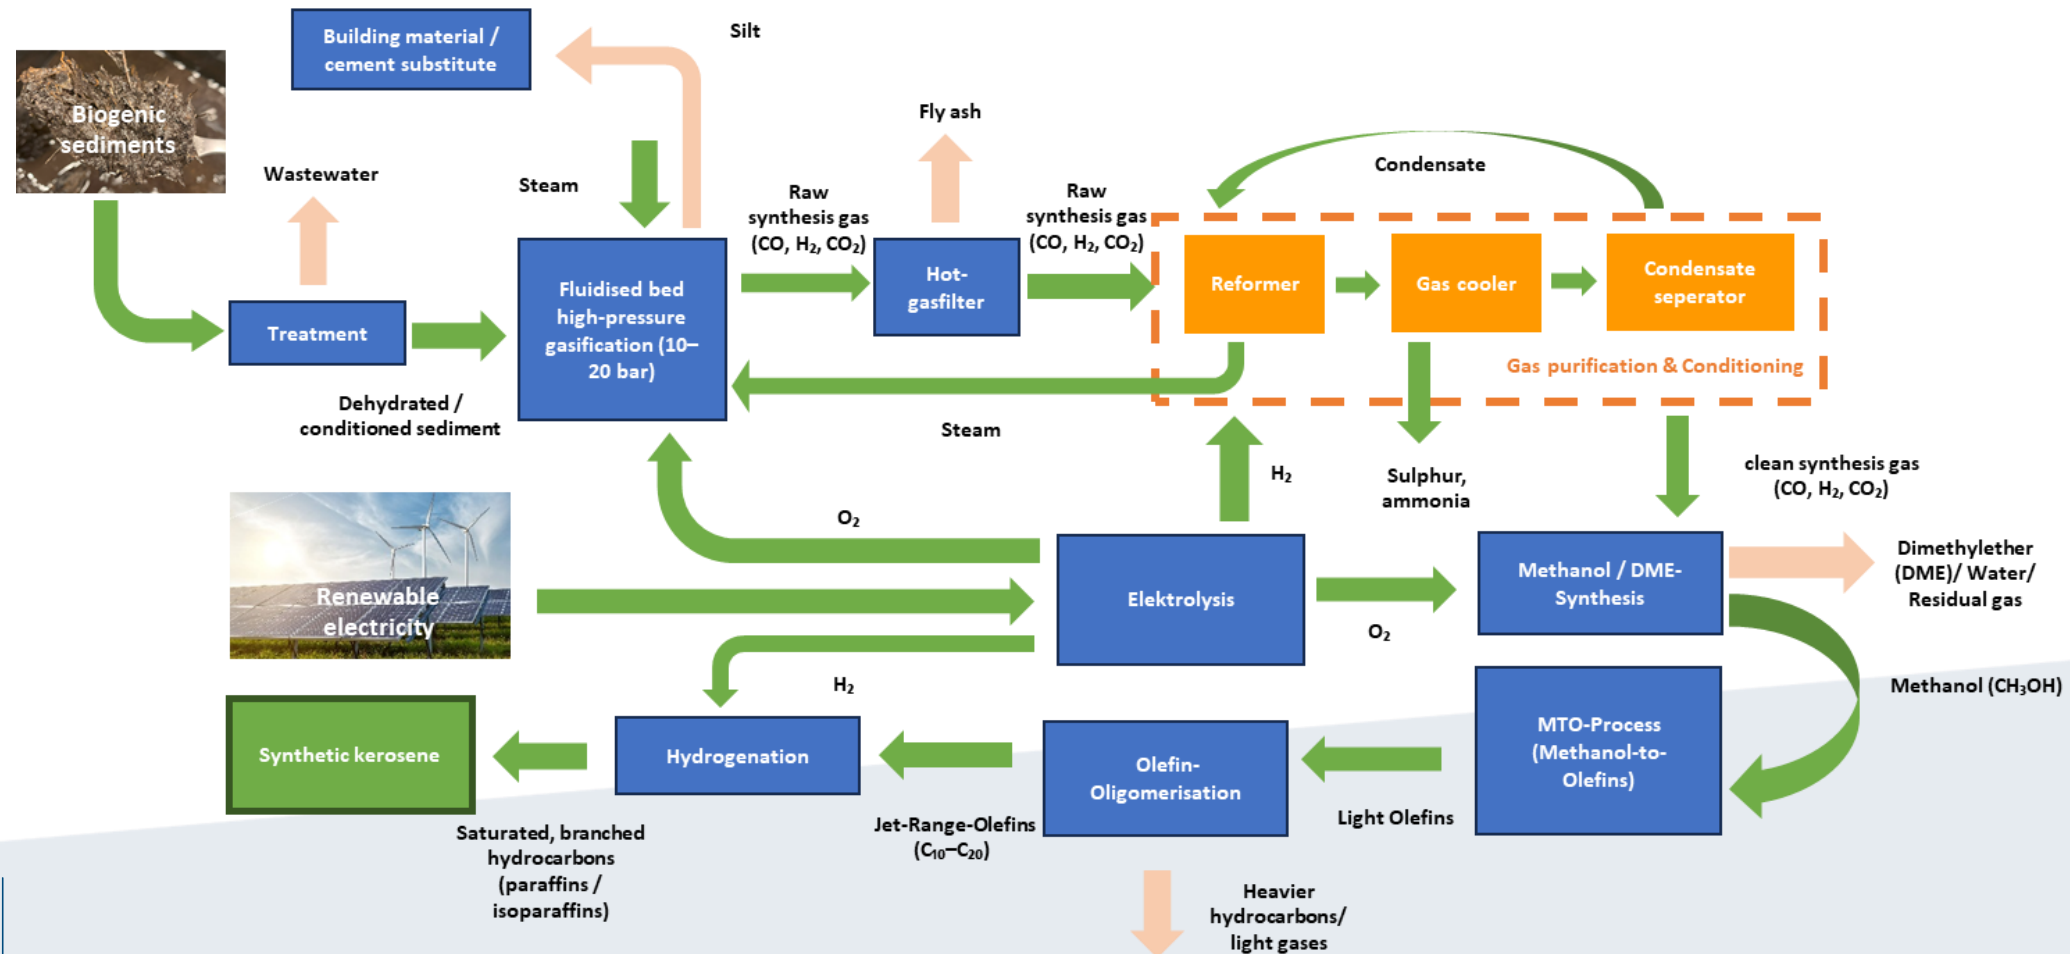 Building material /
cement substitute
Silt
Biogenic
sediments
Fly ash
Wastewater
Steam
Raw
synthesis gas
(CO, H₂, CO₂)
Raw
synthesis gas
(CO, H₂, CO₂)
Condensate
Treatment
Fluidised bed
high-pressure
gasification (10–
20 bar)
Hot-
gasfilter
Reformer
Gas cooler
Condensate
seperator
Gas purification & Conditioning
Dehydrated /
conditioned sediment
Steam
H₂
Sulphur,
ammonia
clean synthesis gas
(CO, H₂, CO₂)
Renewable
electricity
O₂
Elektrolysis
O₂
Methanol / DME-
Synthesis
Dimethylether
(DME)/ Water/
Residual gas
H₂
Methanol (CH₃OH)
Synthetic kerosene
Hydrogenation
Olefin-
Oligomerisation
MTO-Process
(Methanol-to-
Olefins)
Saturated, branched
hydrocarbons
(paraffins /
isoparaffins)
Jet-Range-Olefins
(C₁₀–C₂₀)
Light Olefins
Heavier
hydrocarbons/
light gases